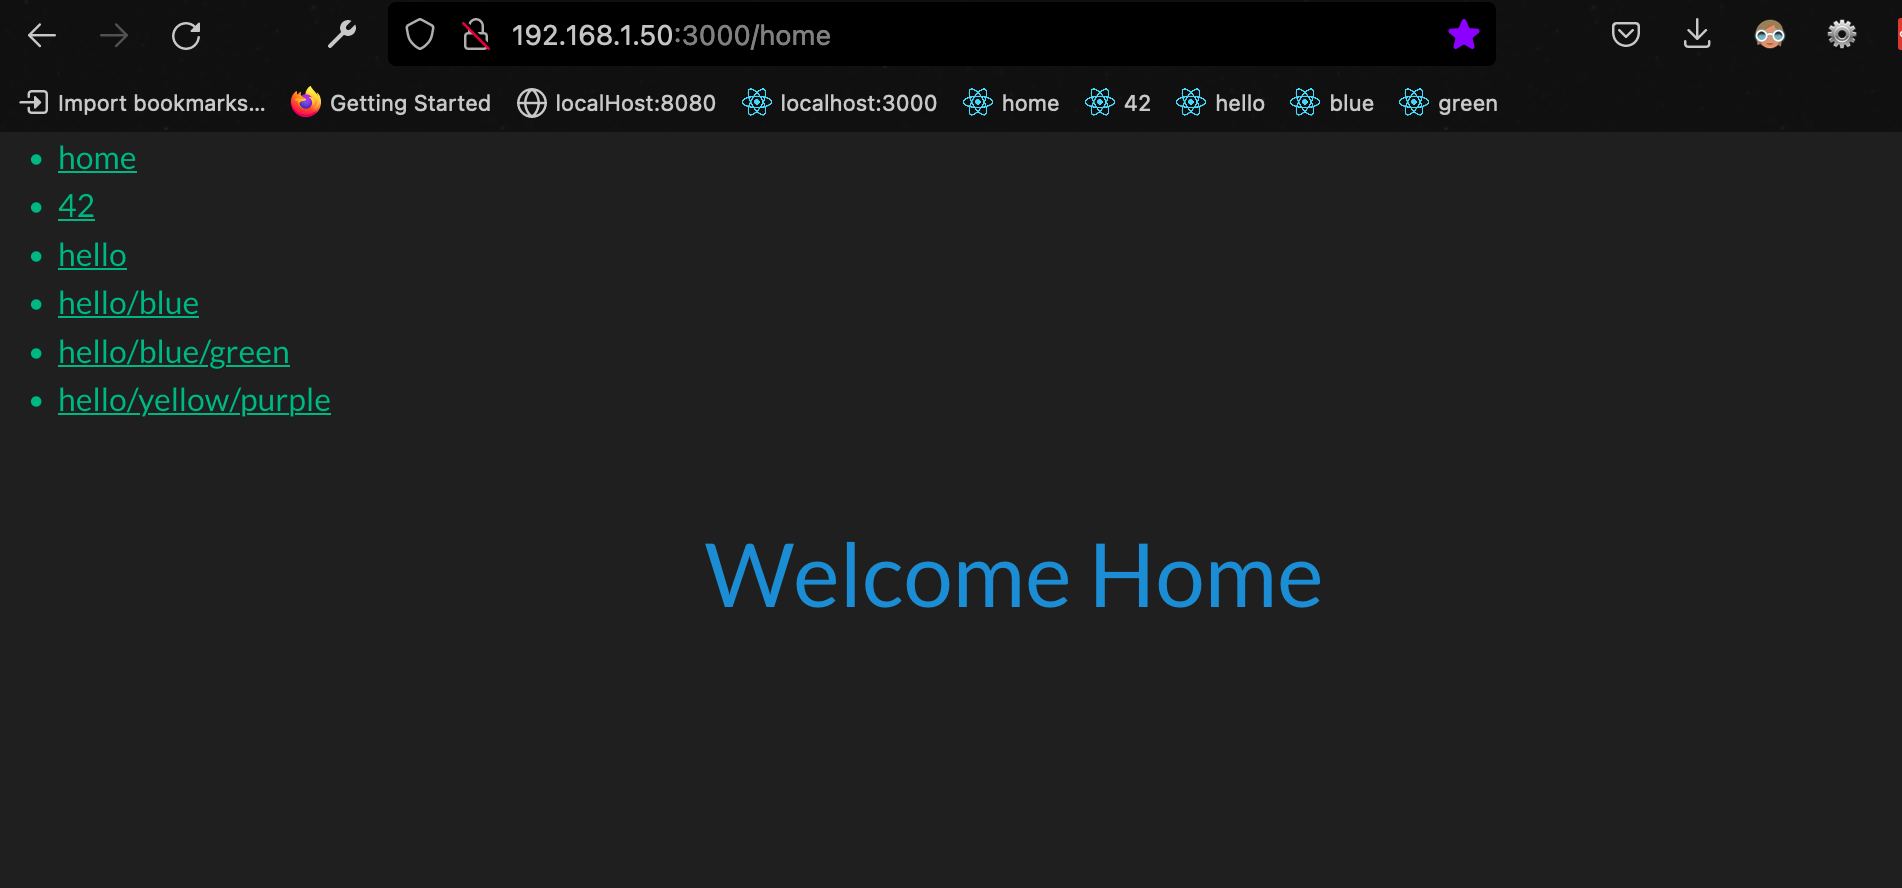 192.168.1.50:3000/home
Import bookmarks... Getting Started localHost:8080 localhost:3000 home 42 hello blue green
home
42
hello
hello/blue
hello/blue/green
hello/yellow/purple
Welcome Home